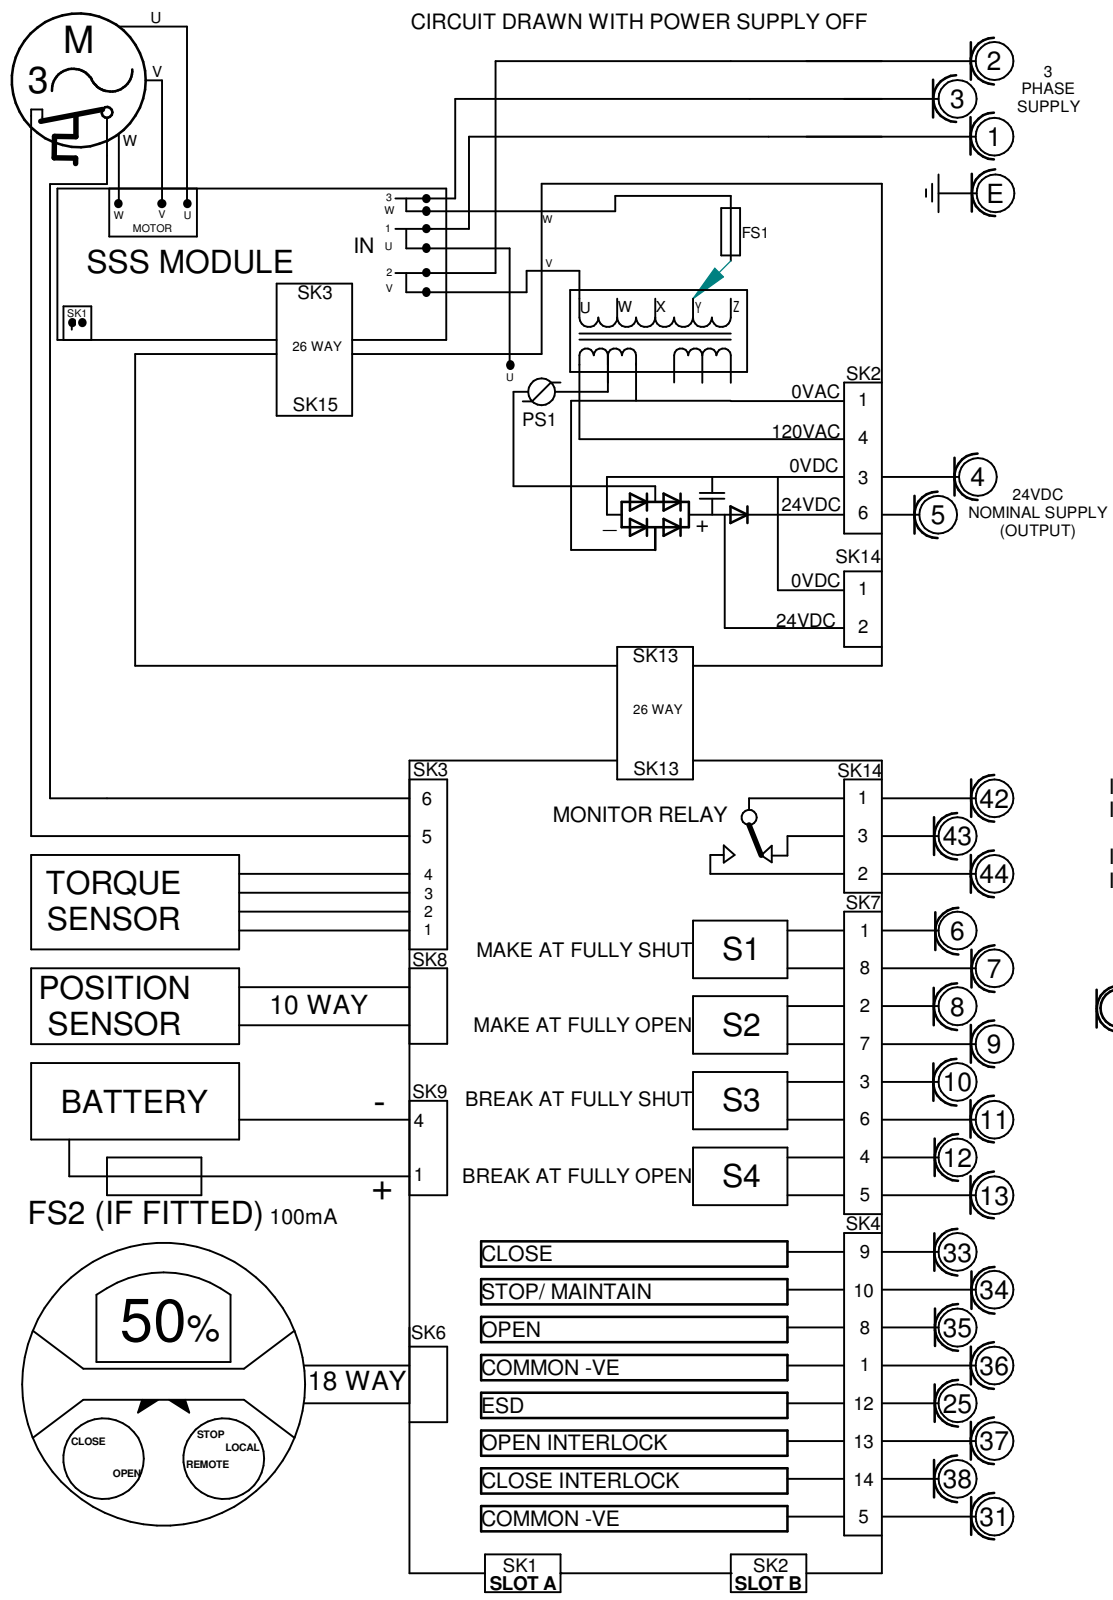 CIRCUIT DRAWN WITH POWER SUPPLY OFF
M
3
U
V
W
2
3
1
E
3
PHASE
SUPPLY
W V U
MOTOR
SSS MODULE
IN
3
W
1
U
2
V
SK1
SK3
26 WAY
SK15
W
V
U
FS1
U W X Y Z
PS1
SK2
0VAC 1
120VAC 4
0VDC 3 4
24VDC 6 5
24VDC
NOMINAL SUPPLY
(OUTPUT)
– +
SK14
0VDC 1
24VDC 2
SK13
26 WAY
SK13
SK3
6
5
4
3
2
1
TORQUE
SENSOR
SK8
POSITION
SENSOR
10 WAY
BATTERY
-
+
SK9
4
1
FS2 (IF FITTED) 100mA
50%
CLOSE
OPEN
STOP
LOCAL
REMOTE
18 WAY
SK6
MONITOR RELAY
SK14
1 42
3 43
2 44
SK7
MAKE AT FULLY SHUT S1
1 6
8 7
MAKE AT FULLY OPEN S2
2 8
7 9
BREAK AT FULLY SHUT S3
3 10
6 11
BREAK AT FULLY OPEN S4
4 12
5 13
SK4
CLOSE 9 33
STOP/ MAINTAIN 10 34
OPEN 8 35
COMMON -VE 1 36
ESD 12 25
OPEN INTERLOCK 13 37
CLOSE INTERLOCK 14 38
COMMON -VE 5 31
SK1
SLOT A
SK2
SLOT B